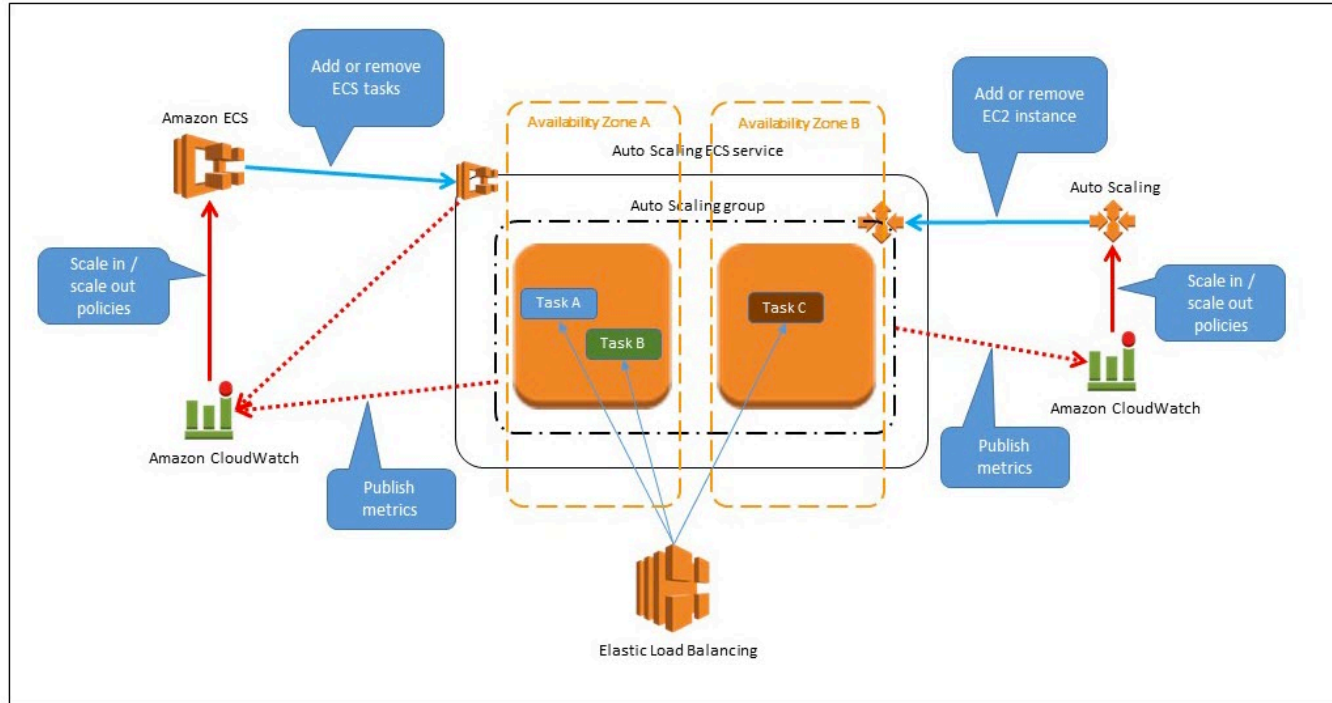 Add or remove
ECS tasks
Amazon ECS
Availability Zone A
Availability Zone B
Add or remove
EC2 instance
Auto Scaling ECS service
Auto Scaling
Auto Scaling group
Scale in /
scale out
policies
Task A
Task B
Task C
Scale in /
scale out
policies
Amazon CloudWatch
Amazon CloudWatch
Publish
metrics
Publish
metrics
Elastic Load Balancing